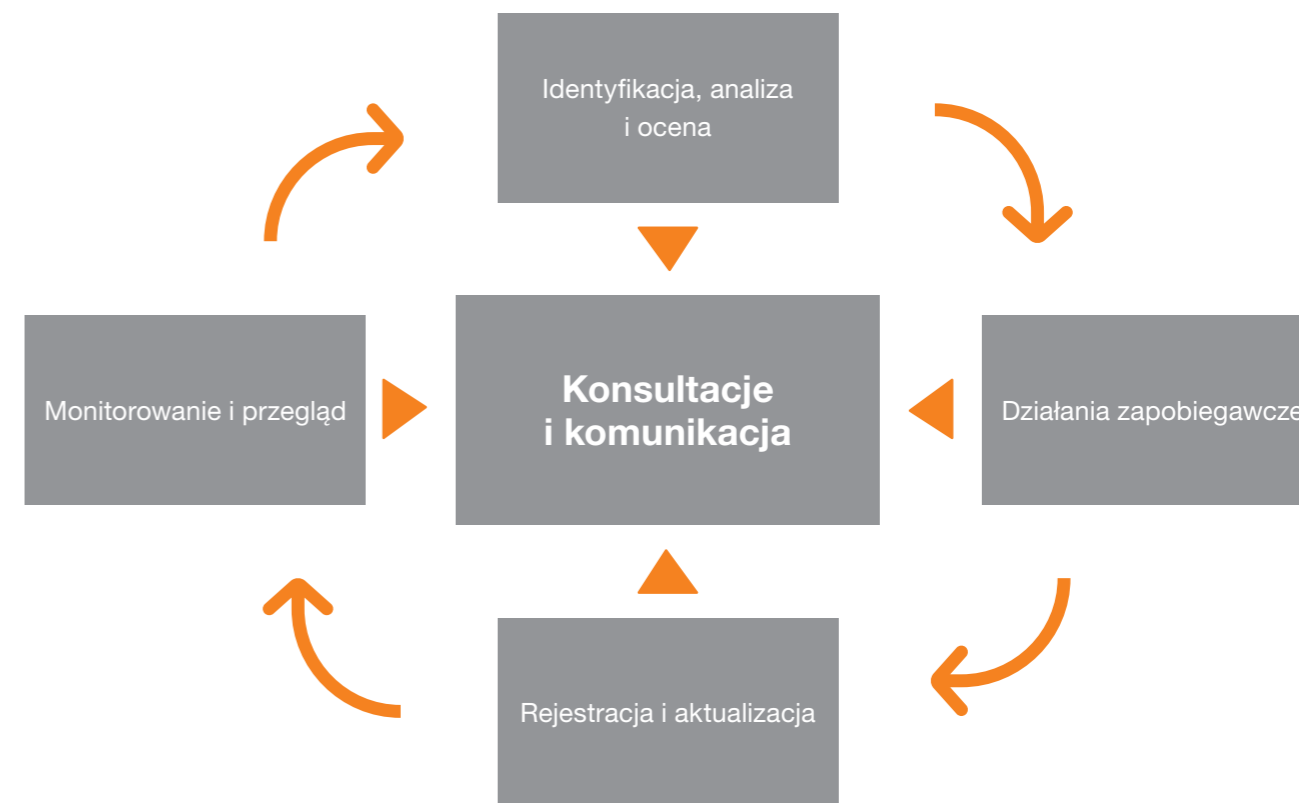 Identyfikacja, analiza
i ocena
Monitorowanie i przegląd
Konsultacje
i komunikacja
Działania zapobiegawcze
Rejestracja i aktualizacja